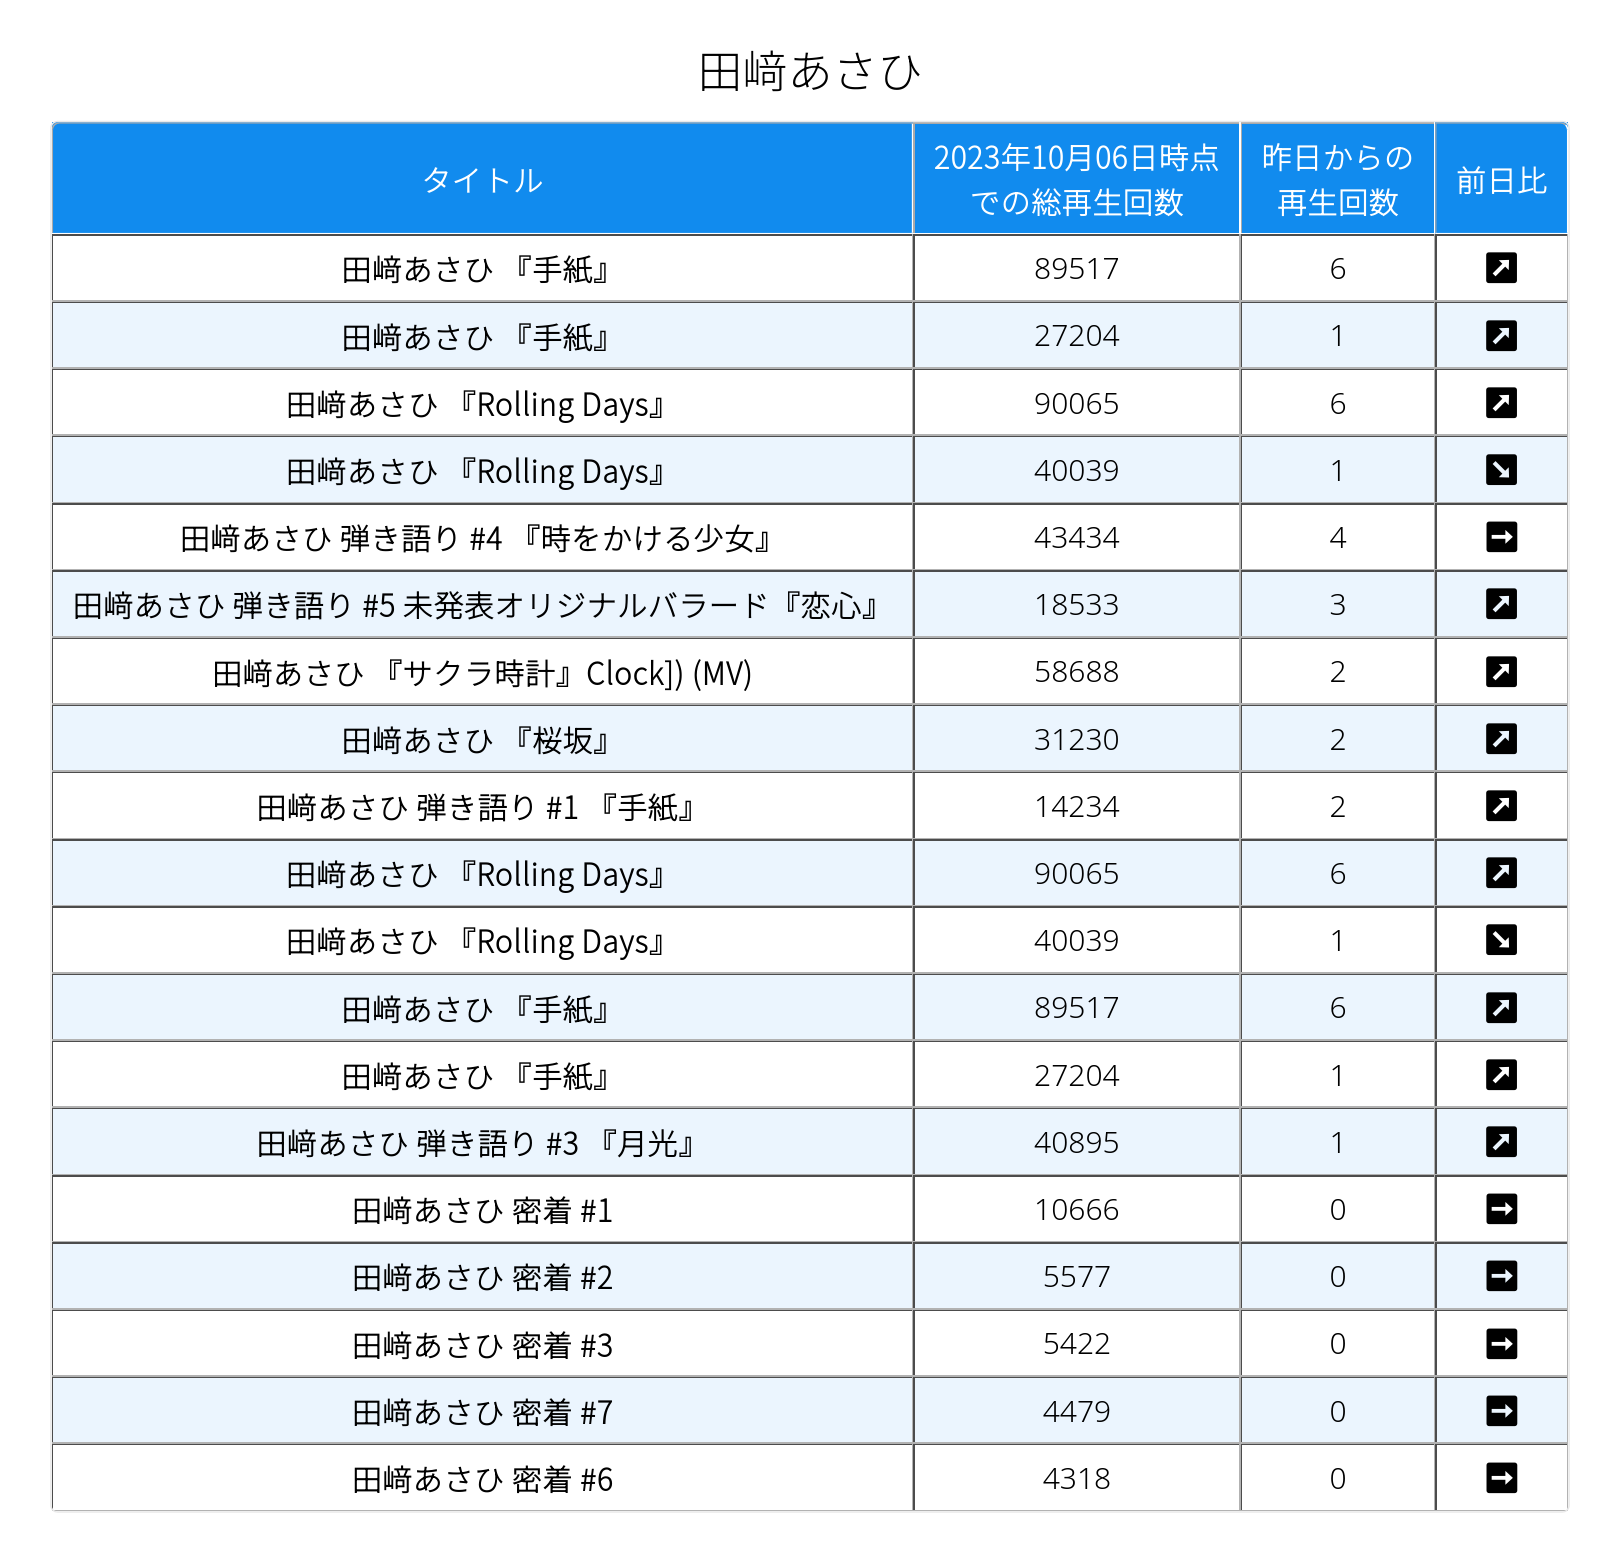 田﨑あさひ
タイトル
2023年10月06日時点
での総再生回数
昨日からの
再生回数
前日比
田﨑あさひ 『手紙』 89517 6
田﨑あさひ 『手紙』 27204 1
田﨑あさひ 『Rolling Days』 90065 6
田﨑あさひ 『Rolling Days』 40039 1
田﨑あさひ 弾き語り #4 『時をかける少女』 43434 4
田﨑あさひ 弾き語り #5 未発表オリジナルバラード『恋心』 18533 3
田﨑あさひ 『サクラ時計』Clock]) (MV) 58688 2
田﨑あさひ 『桜坂』 31230 2
田﨑あさひ 弾き語り #1 『手紙』 14234 2
田﨑あさひ 『Rolling Days』 90065 6
田﨑あさひ 『Rolling Days』 40039 1
田﨑あさひ 『手紙』 89517 6
田﨑あさひ 『手紙』 27204 1
田﨑あさひ 弾き語り #3 『月光』 40895 1
田﨑あさひ 密着 #1 10666 0
田﨑あさひ 密着 #2 5577 0
田﨑あさひ 密着 #3 5422 0
田﨑あさひ 密着 #7 4479 0
田﨑あさひ 密着 #6 4318 0